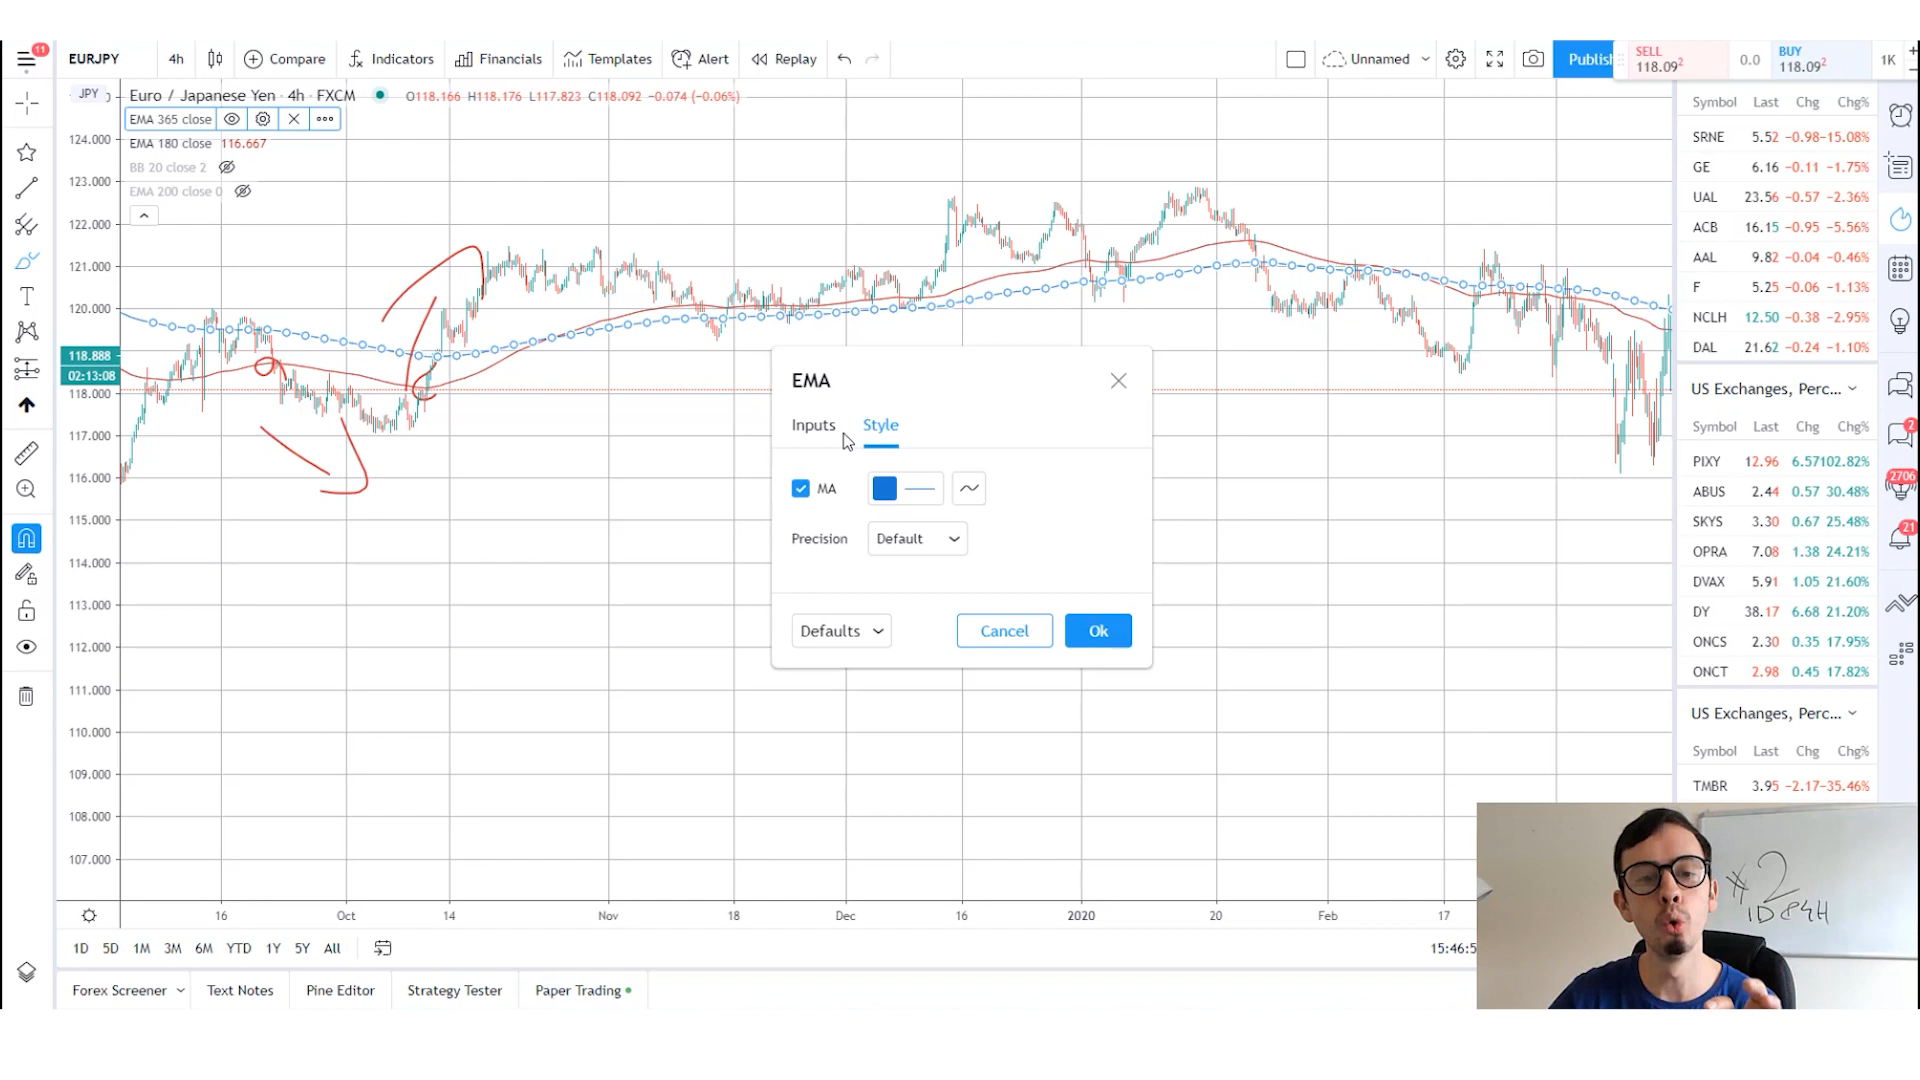 11
EURJPY 4h Compare Indicators Financials Templates Alert Replay Unnamed Publish
SELL 118.09² 0.0 BUY 118.09² 1K
JPY
Euro / Japanese Yen · 4h · FXCM O118.166 H118.176 L117.823 C118.092 −0.074 (−0.06%)
EMA 365 close
EMA 180 close 116.667
BB 20 close 2
EMA 200 close 0
124.000
123.000
122.000
121.000
120.000
118.888
02:13:08
118.000
117.000
116.000
115.000
114.000
113.000
112.000
111.000
110.000
109.000
108.000
107.000
EMA
Inputs Style
MA
Precision Default
Defaults Cancel Ok
16 Oct 14 Nov 18 Dec 16 2020 20 Feb 17
1D 5D 1M 3M 6M YTD 1Y 5Y All
15:46:5
Forex Screener Text Notes Pine Editor Strategy Tester Paper Trading
Symbol Last Chg Chg%
SRNE 5.52 −0.98 −15.08%
GE 6.16 −0.11 −1.75%
UAL 23.56 −0.57 −2.36%
ACB 16.15 −0.95 −5.56%
AAL 9.82 −0.04 −0.46%
F 5.25 −0.06 −1.13%
NCLH 12.50 −0.38 −2.95%
DAL 21.62 −0.24 −1.10%
US Exchanges, Perc...
Symbol Last Chg Chg%
PIXY 12.96 6.57 102.82%
ABUS 2.44 0.57 30.48%
SKYS 3.30 0.67 25.48%
OPRA 7.08 1.38 24.21%
DVAX 5.91 1.05 21.60%
DY 38.17 6.68 21.20%
ONCS 2.30 0.35 17.95%
ONCT 2.98 0.45 17.82%
US Exchanges, Perc...
Symbol Last Chg Chg%
TMBR 3.95 −2.17 −35.46%
2
2706
21
#2
1D & 4H